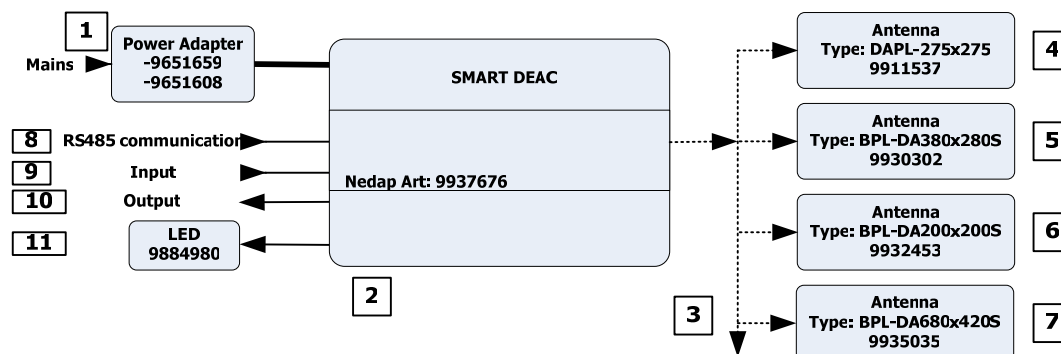 1
Power Adapter
-9651659
-9651608
Mains
SMART DEAC
Nedap Art: 9937676
8
RS485 communication
9
Input
10
Output
11
LED
9884980
2
3
Antenna
Type: DAPL-275x275
9911537
4
Antenna
Type: BPL-DA380x280S
9930302
5
Antenna
Type: BPL-DA200x200S
9932453
6
Antenna
Type: BPL-DA680x420S
9935035
7